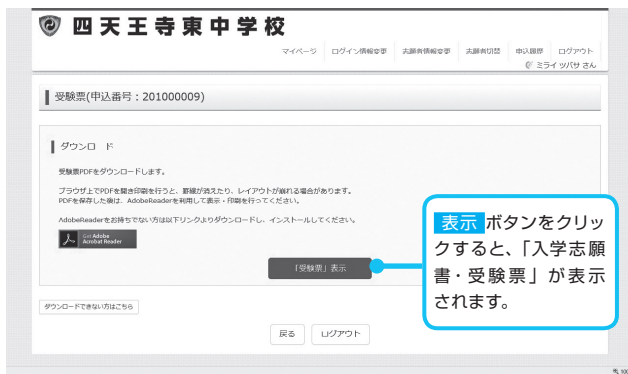 四天王寺東中学校
マイページ ログイン情報変更 志願者情報変更 志願者切替 申込履歴 ログアウト
ミライ ツバサ さん
受験票(申込番号：201000009)
ダウンロード
受験票PDFをダウンロードします。
ブラウザ上でPDFを開き印刷を行うと、罫線が消えたり、レイアウトが崩れる場合があります。
PDFを保存した後は、AdobeReaderを利用して表示・印刷を行ってください。
AdobeReaderをお持ちでない方は以下リンクよりダウンロードし、インストールしてください。
Get Adobe
Acrobat Reader
「受験票」表示
表示 ボタンをクリッ
クすると、「入学志願
書・受験票」が表示
されます。
ダウンロードできない方はこちら
戻る ログアウト
100